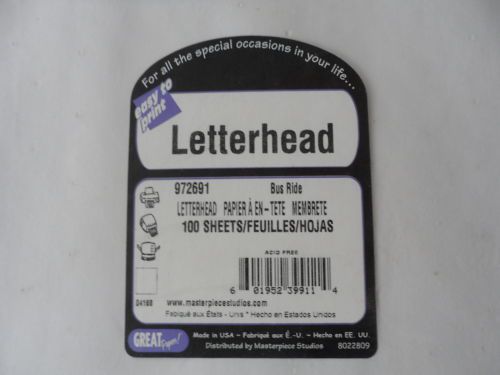 For all the special occasions in your life...
easy to print
Letterhead
972691 Bus Ride
LETTERHEAD PAPIER À EN-TETE MEMBRETE
100 SHEETS/FEUILLES/HOJAS
ACID FREE
6 01952 39911 4
04168
www.masterpiecestudios.com
Fabriqué aux États - Unis * Hecho en Estados Unidos
GREAT Papers!
Made in USA - Fabriqué aux É.-U. - Hecho en EE. UU.
Distributed by Masterpiece Studios 8022809